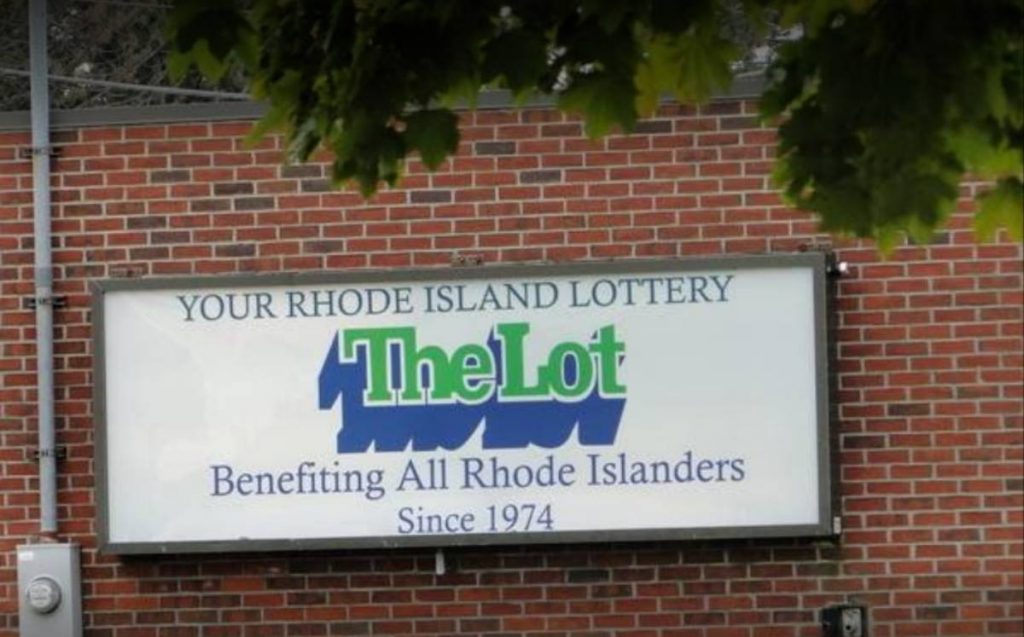 YOUR RHODE ISLAND LOTTERY
The Lot
Benefiting All Rhode Islanders
Since 1974